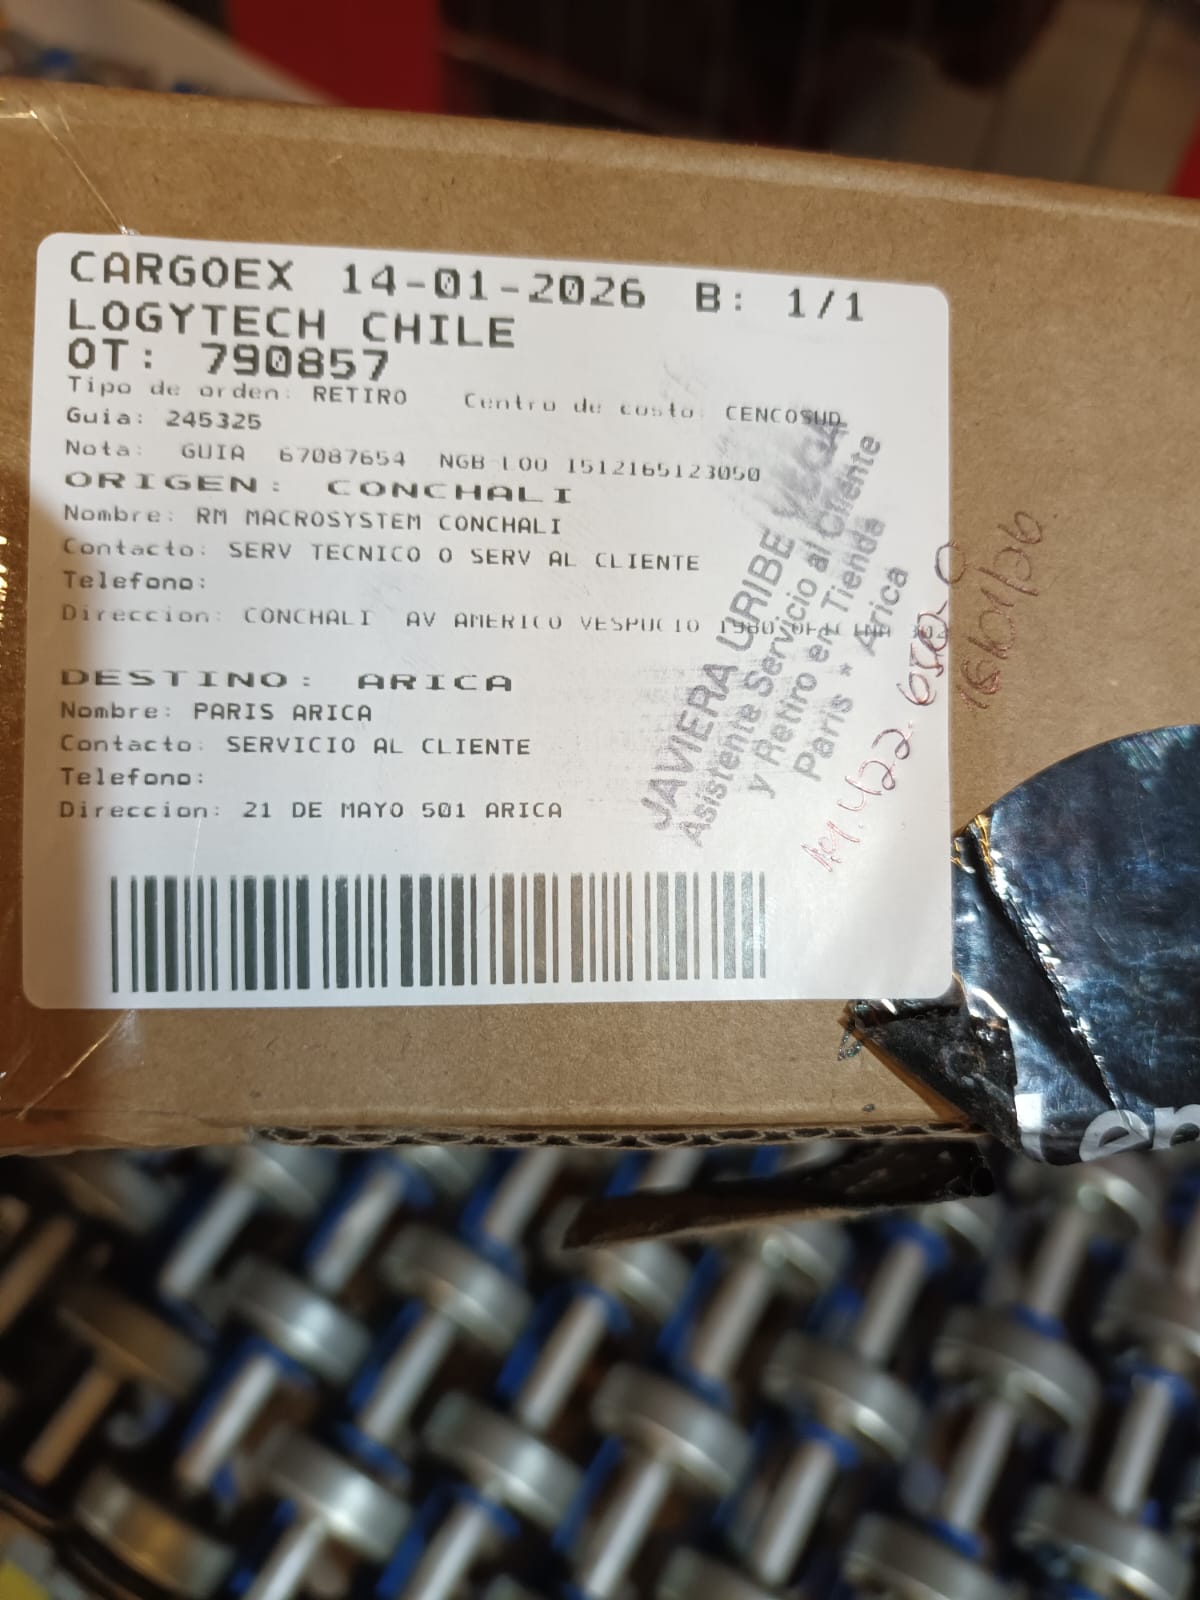 CARGOEX 14-01-2026 B: 1/1
LOGYTECH CHILE
OT: 790857
Tipo de orden: RETIRO Centro de costo: CENCOSUD
Guia: 245325
Nota: GUIA 67087654 NGB LOO 1512165123050
ORIGEN: CONCHALI
Nombre: RM MACROSYSTEM CONCHALI
Contacto: SERV TECNICO O SERV AL CLIENTE
Telefono:
Direccion: CONCHALI AV AMERICO VESPUCIO 1980
DESTINO: ARICA
Nombre: PARIS ARICA
Contacto: SERVICIO AL CLIENTE
Telefono:
Direccion: 21 DE MAYO 501 ARICA
JAVIERA URIBE
Asistente Servicio al Cliente
y Retiro en Tienda
Paris * Arica
en